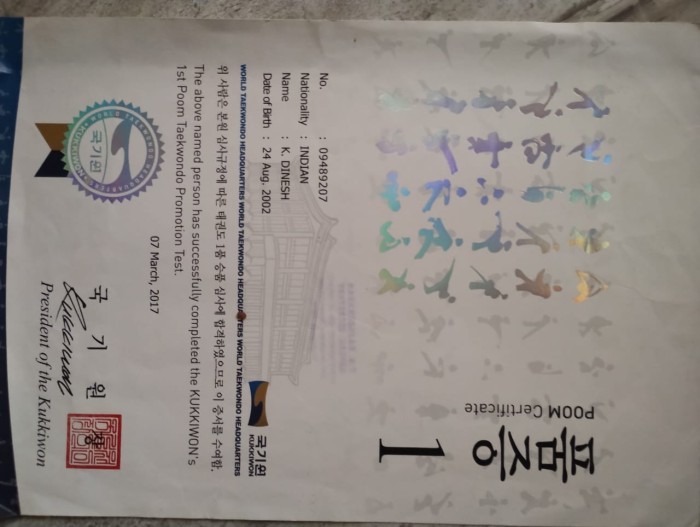 품증
1
POOM Certificate
No. : 09489207
Nationality : INDIAN
Name : K. DINESH
Date of Birth : 24 Aug. 2002
국기원
KUKKIWON
WORLD TAEKWONDO HEADQUARTERS WORLD TAEKWONDO HEADQUARTERS WORLD TAEKWONDO HEADQUARTERS
위 사람은 본원 심사규정에 따른 태권도 1품 승품 심사에 합격하였으므로 이 증서를 수여함.
The above named person has successfully completed the KUKKIWON's
1st Poom Taekwondo Promotion Test.
07 March, 2017
국기원
국 기 원
President of the Kukkiwon